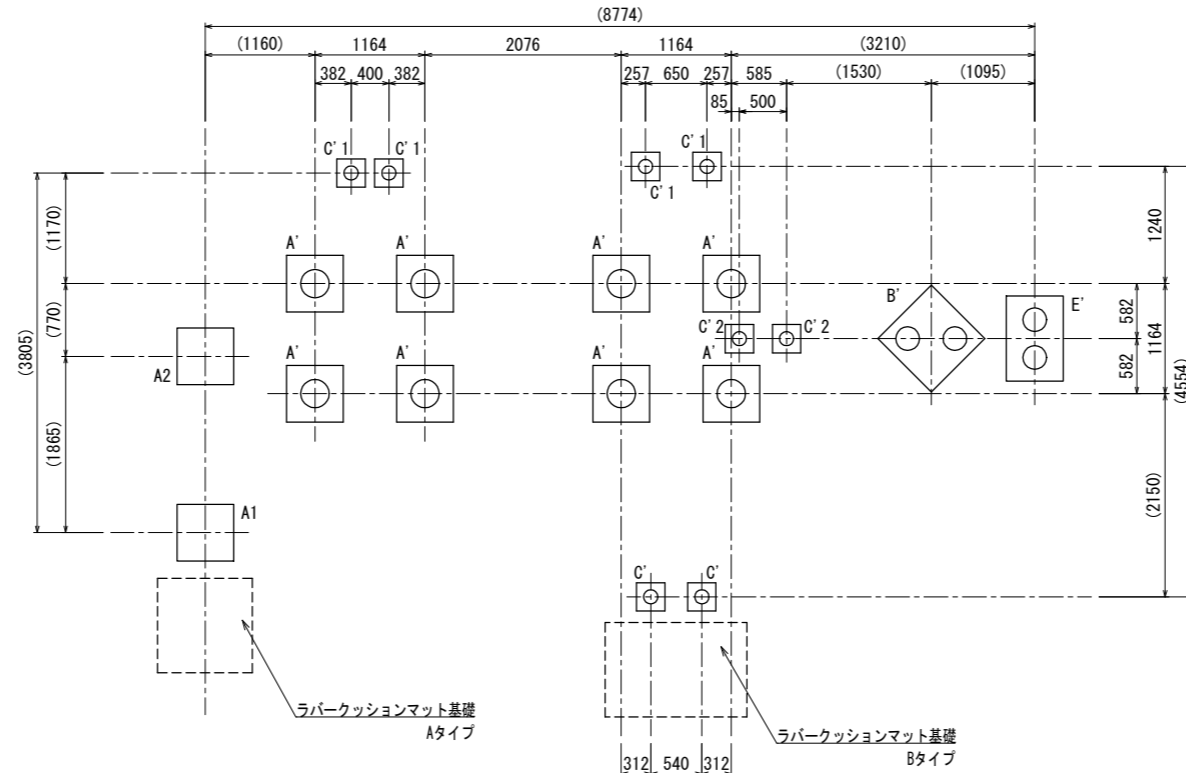 (8774)
(1160) 1164 2076 1164 (3210)
382 400 382 257 650 257 585 (1530) (1095)
85 500
C'1 C'1 C'1
C'1
(1170) 1240
A' A' A' A'
B' E'
(770) 582
C'2 C'2
(3805) 1164
A2 A' A' A' A' 582
(4554)
(1865)
(2150)
A1
C' C'
ラバークッションマット基礎
Aタイプ
ラバークッションマット基礎
Bタイプ
312 540 312